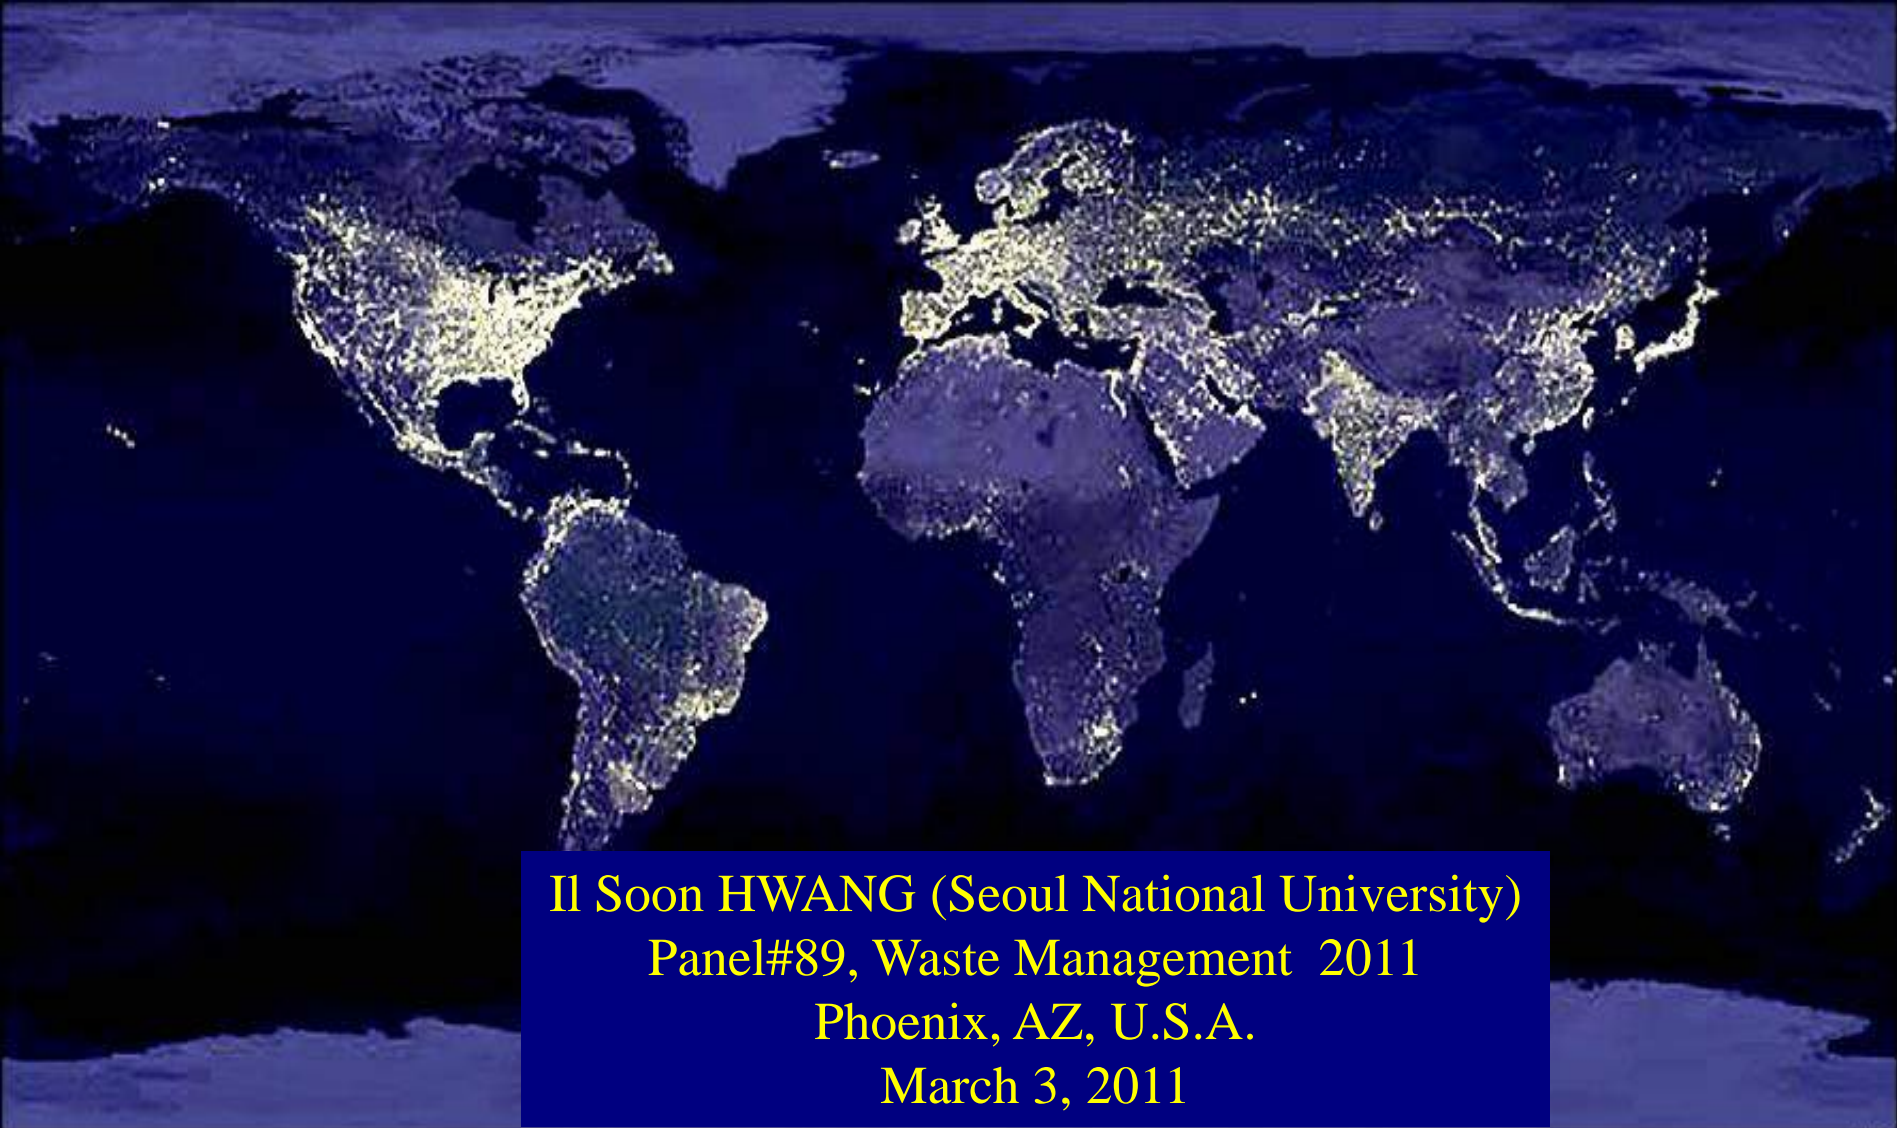 Il Soon HWANG (Seoul National University)
Panel#89, Waste Management  2011
Phoenix, AZ, U.S.A.
March 3, 2011